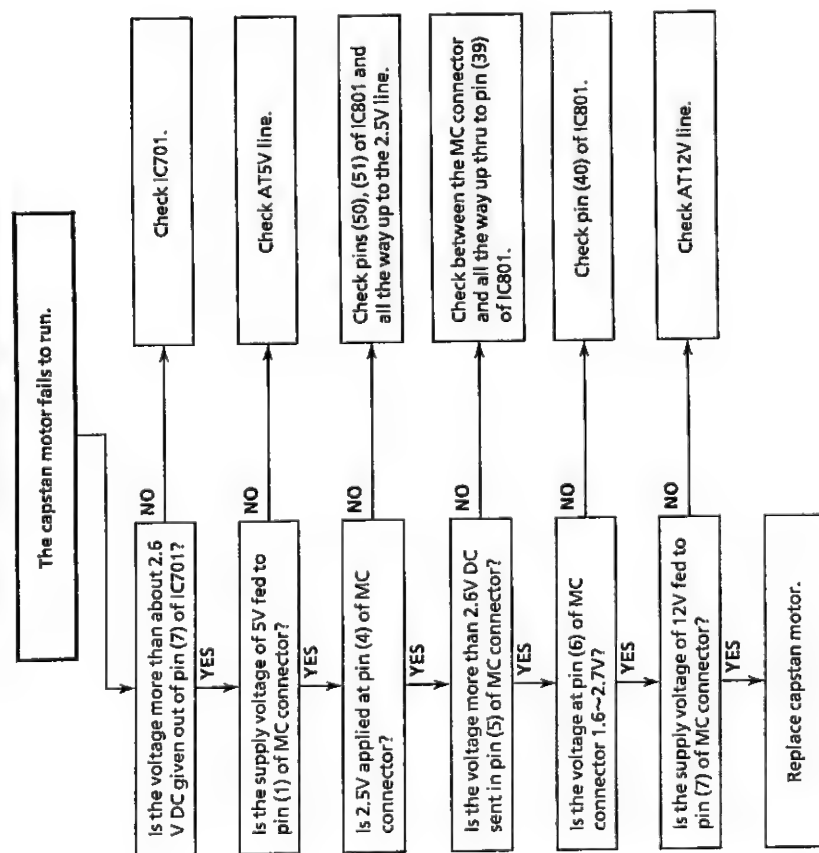 The capstan motor fails to run.
Is the voltage more than about 2.6
V DC given out of pin (7) of IC701?
NO
Check IC701.
YES
Is the supply voltage of 5V fed to
pin (1) of MC connector?
NO
Check AT5V line.
YES
Is 2.5V applied at pin (4) of MC
connector?
NO
Check pins (50), (51) of IC801 and
all the way up to the 2.5V line.
YES
Is the voltage more than 2.6V DC
sent in pin (5) of MC connector?
NO
Check between the MC connector
and all the way up thru to pin (39)
of IC801.
YES
Is the voltage at pin (6) of MC
connector 1.6~2.7V?
NO
Check pin (40) of IC801.
YES
Is the supply voltage of 12V fed to
pin (7) of MC connector?
NO
Check AT12V line.
YES
Replace capstan motor.